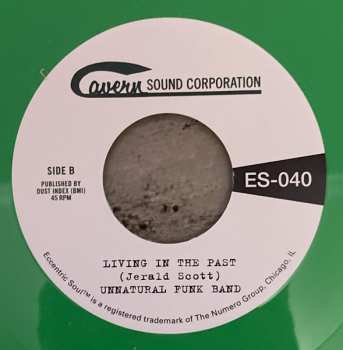 Cavern SOUND CORPORATION
SIDE B
PUBLISHED BY
DUST INDEX (BMI)
45 RPM
ES-040
LIVING IN THE PAST
(Jerald Scott)
UNNATURAL FUNK BAND
Eccentric Soul™ is a registered trademark of The Numero Group, Chicago, IL